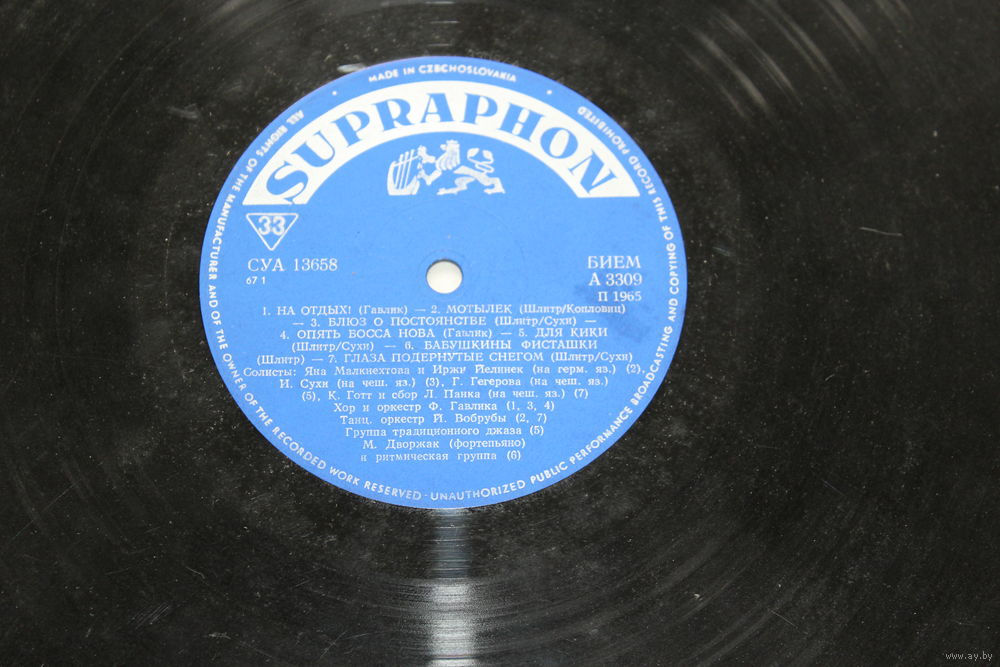 MADE IN CZECHOSLOVAKIA
SUPRAPHON
33
СУА 13658
67 1
БИЕМ
А 3309
П 1965
1. НА ОТДЫХ! (Гавлик) — 2. МОТЫЛЕК (Шлитр/Копловиц)
— 3. БЛЮЗ О ПОСТОЯНСТВЕ (Шлитр/Сухи) —
4. ОПЯТЬ БОССА НОВА (Гавлик) — 5. ДЛЯ КИКИ
(Шлитр/Сухи) — 6. БАБУШКИНЫ ФИСТАШКИ
(Шлитр) — 7. ГЛАЗА ПОДЕРНУТЫЕ СНЕГОМ (Шлитр/Сухи)
Солисты: Яна Малкнехтова и Иржи Йелинек (на герм. яз.) (2),
И. Сухи (на чеш. яз.) (3), Г. Гегерова (на чеш. яз.)
(5), К. Готт и сбор Л. Панка (на чеш. яз.) (7)
Хор и оркестр Ф. Гавлика (1, 3, 4)
Танц. оркестр Й. Вобрубы (2, 7)
Группа традиционного джаза (5)
М. Дворжак (фортепьяно)
и ритмическая группа (6)
ALL RIGHTS OF THE MANUFACTURER AND OF THE OWNER OF THE RECORDED WORK RESERVED - UNAUTHORIZED PUBLIC PERFORMANCE BROADCASTING AND COPYING OF THIS RECORD PROHIBITED
www.ay.by